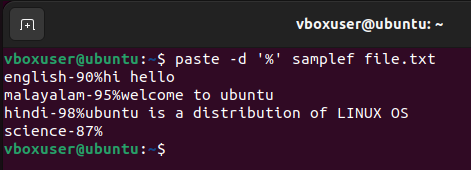 vboxuser@ubuntu: ~
vboxuser@ubuntu:~$ paste -d '%' samplef file.txt
english-90%hi hello
malayalam-95%welcome to ubuntu
hindi-98%ubuntu is a distribution of LINUX OS
science-87%
vboxuser@ubuntu:~$